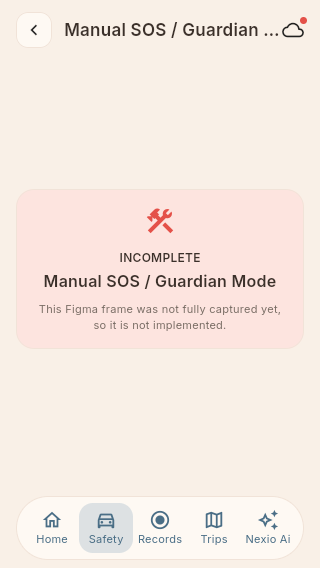 Manual SOS / Guardian ...
INCOMPLETE
Manual SOS / Guardian Mode
This Figma frame was not fully captured yet,
so it is not implemented.
Home
Safety
Records
Trips
Nexio Ai